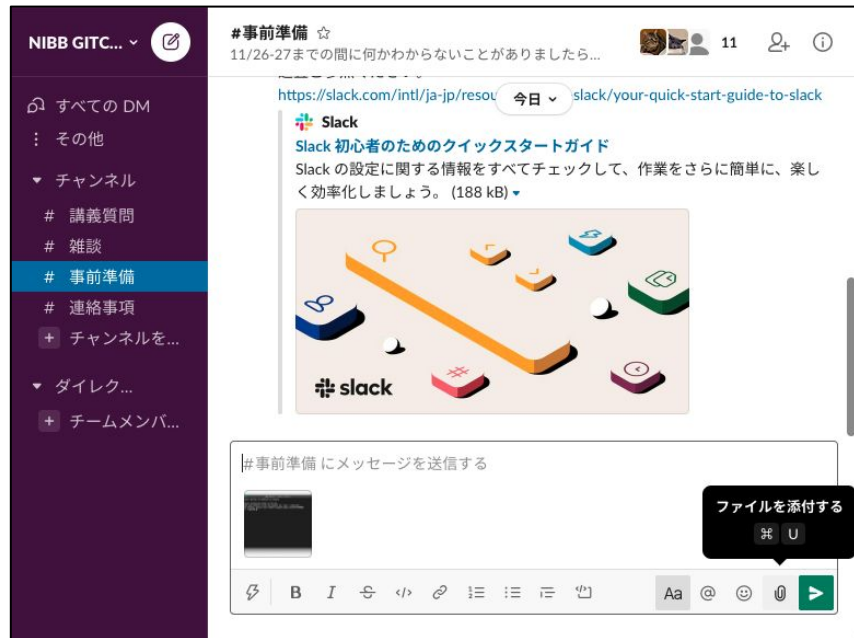 NIBB GITC...
すべての DM
その他
チャンネル
# 講義質問
# 雑談
# 事前準備
# 連絡事項
+ チャンネルを...
ダイレク...
+ チームメンバ...
#事前準備 ☆
11/26-27までの間に何かわからないことがありましたら...
11
今日
https://slack.com/intl/ja-jp/resou slack/your-quick-start-guide-to-slack
Slack
Slack 初心者のためのクイックスタートガイド
Slack の設定に関する情報をすべてチェックして、作業をさらに簡単に、楽し
く効率化しましょう。 (188 kB)
slack
#事前準備 にメッセージを送信する
ファイルを添付する
⌘ U
B I S </> Aa @